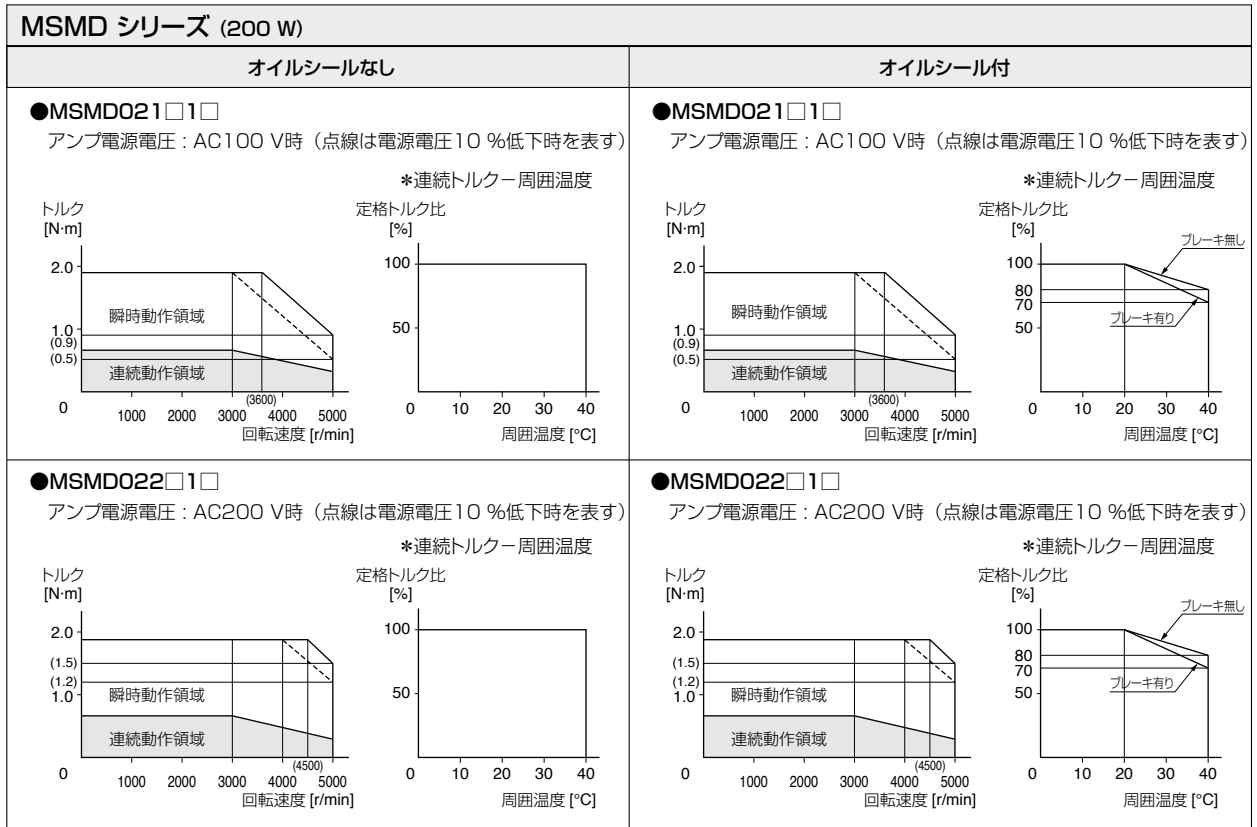 MSMD シリーズ (200 W)
オイルシールなし
オイルシール付
●MSMD021□1□
アンプ電源電圧 : AC100 V時（点線は電源電圧10 %低下時を表す）
*連続トルクー周囲温度
トルク
[N·m]
2.0
1.0
(0.9)
(0.5)
0
瞬時動作領域
連続動作領域
(3600)
1000 2000 3000 4000 5000
回転速度 [r/min]
定格トルク比
[%]
100
50
0 10 20 30 40
周囲温度 [°C]
●MSMD021□1□
アンプ電源電圧 : AC100 V時（点線は電源電圧10 %低下時を表す）
*連続トルクー周囲温度
トルク
[N·m]
2.0
1.0
(0.9)
(0.5)
0
瞬時動作領域
連続動作領域
(3600)
1000 2000 3000 4000 5000
回転速度 [r/min]
定格トルク比
[%]
ブレーキ無し
100
80
70
ブレーキ有り
50
0 10 20 30 40
周囲温度 [°C]
●MSMD022□1□
アンプ電源電圧 : AC200 V時（点線は電源電圧10 %低下時を表す）
*連続トルクー周囲温度
トルク
[N·m]
2.0
(1.5)
(1.2)
1.0
0
瞬時動作領域
連続動作領域
(4500)
1000 2000 3000 4000 5000
回転速度 [r/min]
定格トルク比
[%]
100
50
0 10 20 30 40
周囲温度 [°C]
●MSMD022□1□
アンプ電源電圧 : AC200 V時（点線は電源電圧10 %低下時を表す）
*連続トルクー周囲温度
トルク
[N·m]
2.0
(1.5)
(1.2)
1.0
0
瞬時動作領域
連続動作領域
(4500)
1000 2000 3000 4000 5000
回転速度 [r/min]
定格トルク比
[%]
ブレーキ無し
100
80
70
ブレーキ有り
50
0 10 20 30 40
周囲温度 [°C]